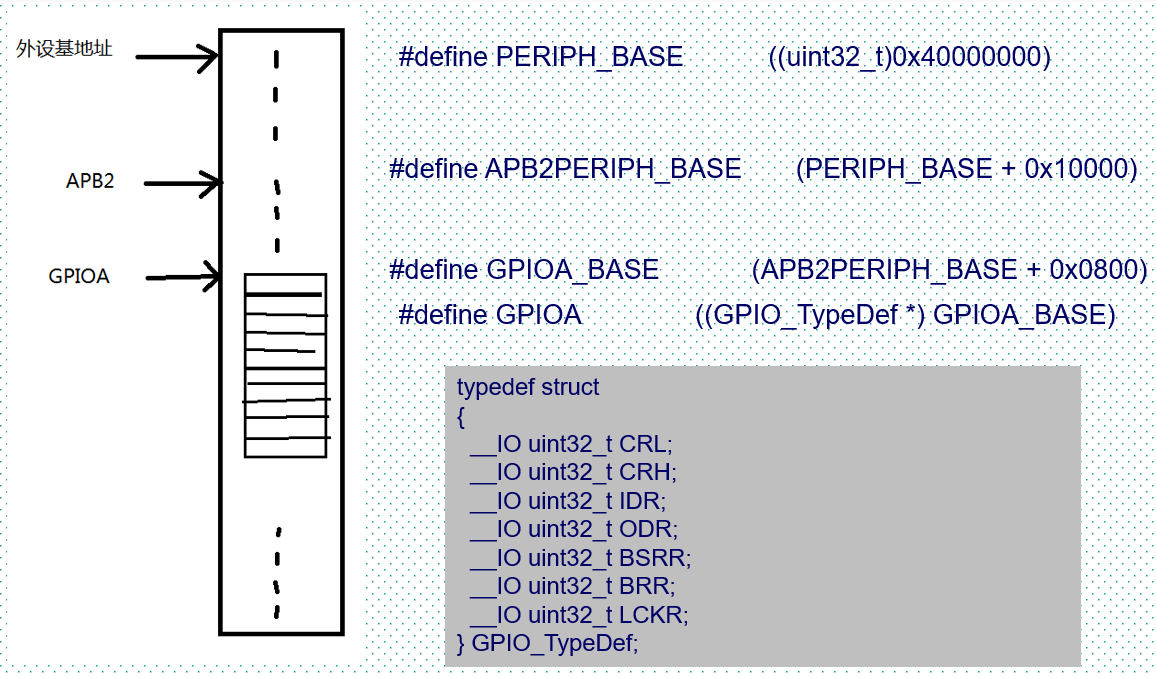 外设基地址
#define PERIPH_BASE ((uint32_t)0x40000000)
APB2
#define APB2PERIPH_BASE (PERIPH_BASE + 0x10000)
GPIOA
#define GPIOA_BASE (APB2PERIPH_BASE + 0x0800)
#define GPIOA ((GPIO_TypeDef *) GPIOA_BASE)
typedef struct
{
__IO uint32_t CRL;
__IO uint32_t CRH;
__IO uint32_t IDR;
__IO uint32_t ODR;
__IO uint32_t BSRR;
__IO uint32_t BRR;
__IO uint32_t LCKR;
} GPIO_TypeDef;